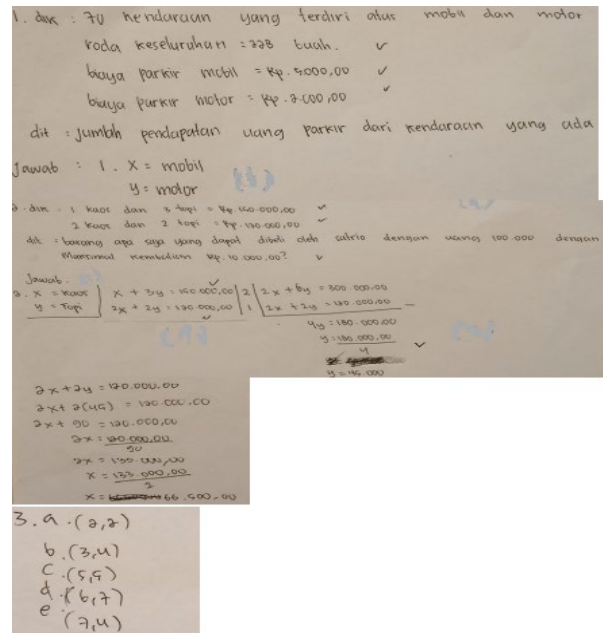 1. dik : 70 kendaraan yang terdiri atas mobil dan motor
roda keseluruhan = 228 buah.
biaya parkir mobil = Rp. 5.000,00
biaya parkir motor = Rp. 2.000,00
dit : jumlah pendapatan uang parkir dari kendaraan yang ada
Jawab : 1. X = mobil
y = motor
2. dik : 1 kaos dan 3 topi = Rp. 150.000,00
2 kaos dan 2 topi = Rp. 120.000,00
dit : barang apa saja yang dapat dibeli oleh satrio dengan uang 100.000 dengan
Maksimal kembalian Rp. 10.000.00?
Jawab :
2. X = kaos | x + 3y = 150.000,00 | 2 | 2x + 6y = 300.000.00
y = Topi | 2x + 2y = 120.000,00 | 1 | 2x + 2y = 120.000,00 -
4y = 180.000,00
y = 180.000,00
4
y = 45.000
2x + 2y = 120.000.00
2x + 2(45) = 120.000,00
2x + 90 = 120.000,00
2x = 120.000,00
90
2x = 133.000,00
X = 133.000,00
2
X = 66.500,00
3. a. (2,2)
b. (3,4)
c. (5,5)
d. (6,7)
e. (7,4)